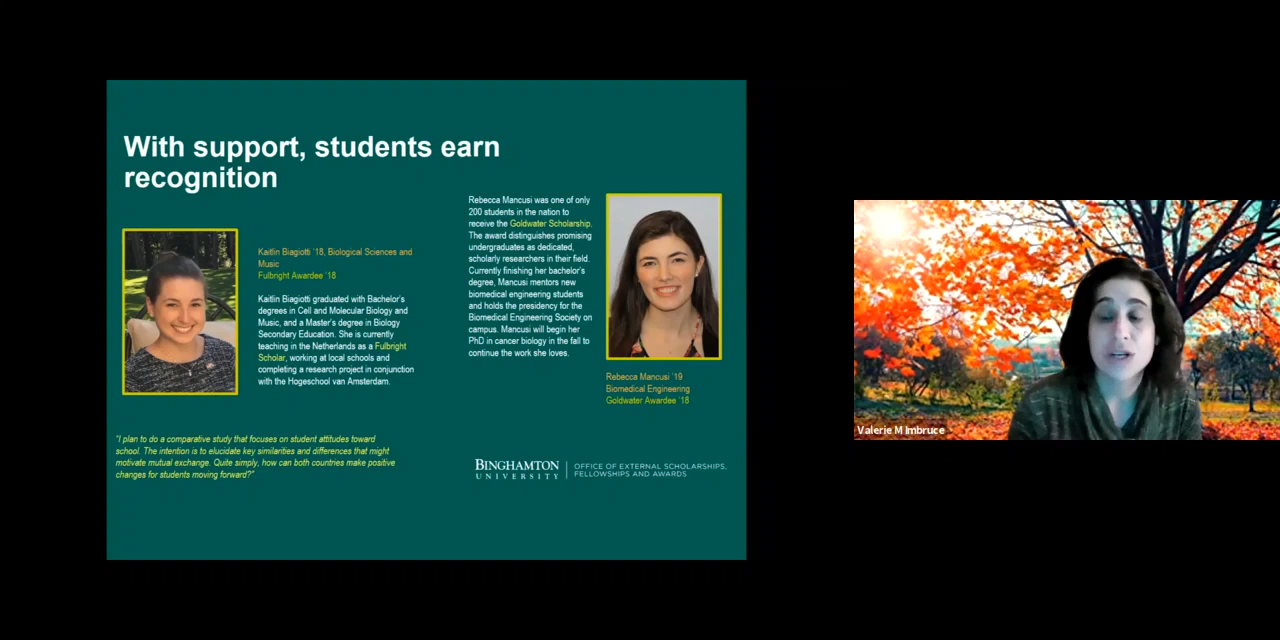 With support, students earn
recognition
Kaitlin Biagiotti '18, Biological Sciences and
Music
Fulbright Awardee '18
Kaitlin Biagiotti graduated with Bachelor's
degrees in Cell and Molecular Biology and
Music, and a Master's degree in Biology
Secondary Education. She is currently
teaching in the Netherlands as a Fulbright
Scholar, working at local schools and
completing a research project in conjunction
with the Hogeschool van Amsterdam.
"I plan to do a comparative study that focuses on student attitudes toward
school. The intention is to elucidate key similarities and differences that might
motivate mutual exchange. Quite simply, how can both countries make positive
changes for students moving forward?"
Rebecca Mancusi was one of only
200 students in the nation to
receive the Goldwater Scholarship.
The award distinguishes promising
undergraduates as dedicated,
scholarly researchers in their field.
Currently finishing her bachelor's
degree, Mancusi mentors new
biomedical engineering students
and holds the presidency for the
Biomedical Engineering Society on
campus. Mancusi will begin her
PhD in cancer biology in the fall to
continue the work she loves.
Rebecca Mancusi '19
Biomedical Engineering
Goldwater Awardee '18
BINGHAMTON
UNIVERSITY
OFFICE OF EXTERNAL SCHOLARSHIPS,
FELLOWSHIPS AND AWARDS
Valerie M Imbruce